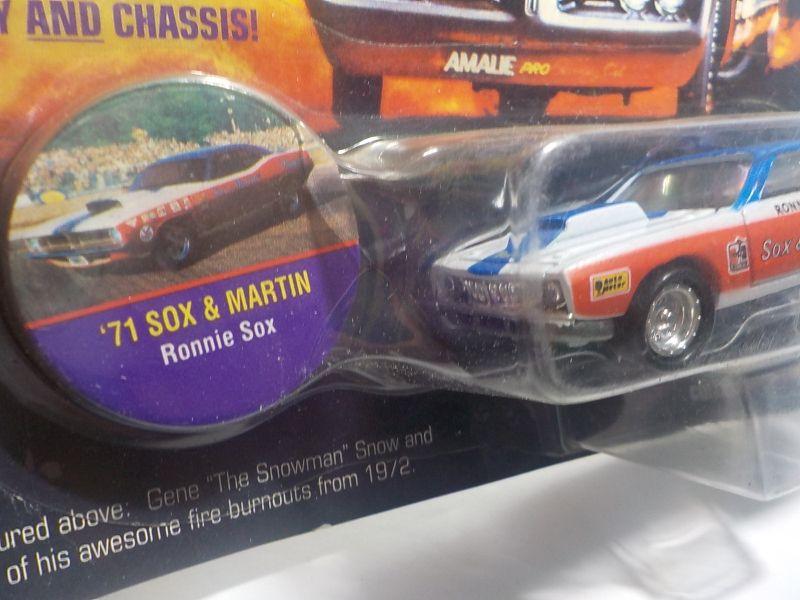 Y AND CHASSIS!
AMALIE PRO
'71 SOX & MARTIN
Ronnie Sox
RONN
Sox &
ured above: Gene "The Snowman" Snow and
of his awesome fire burnouts from 1972.